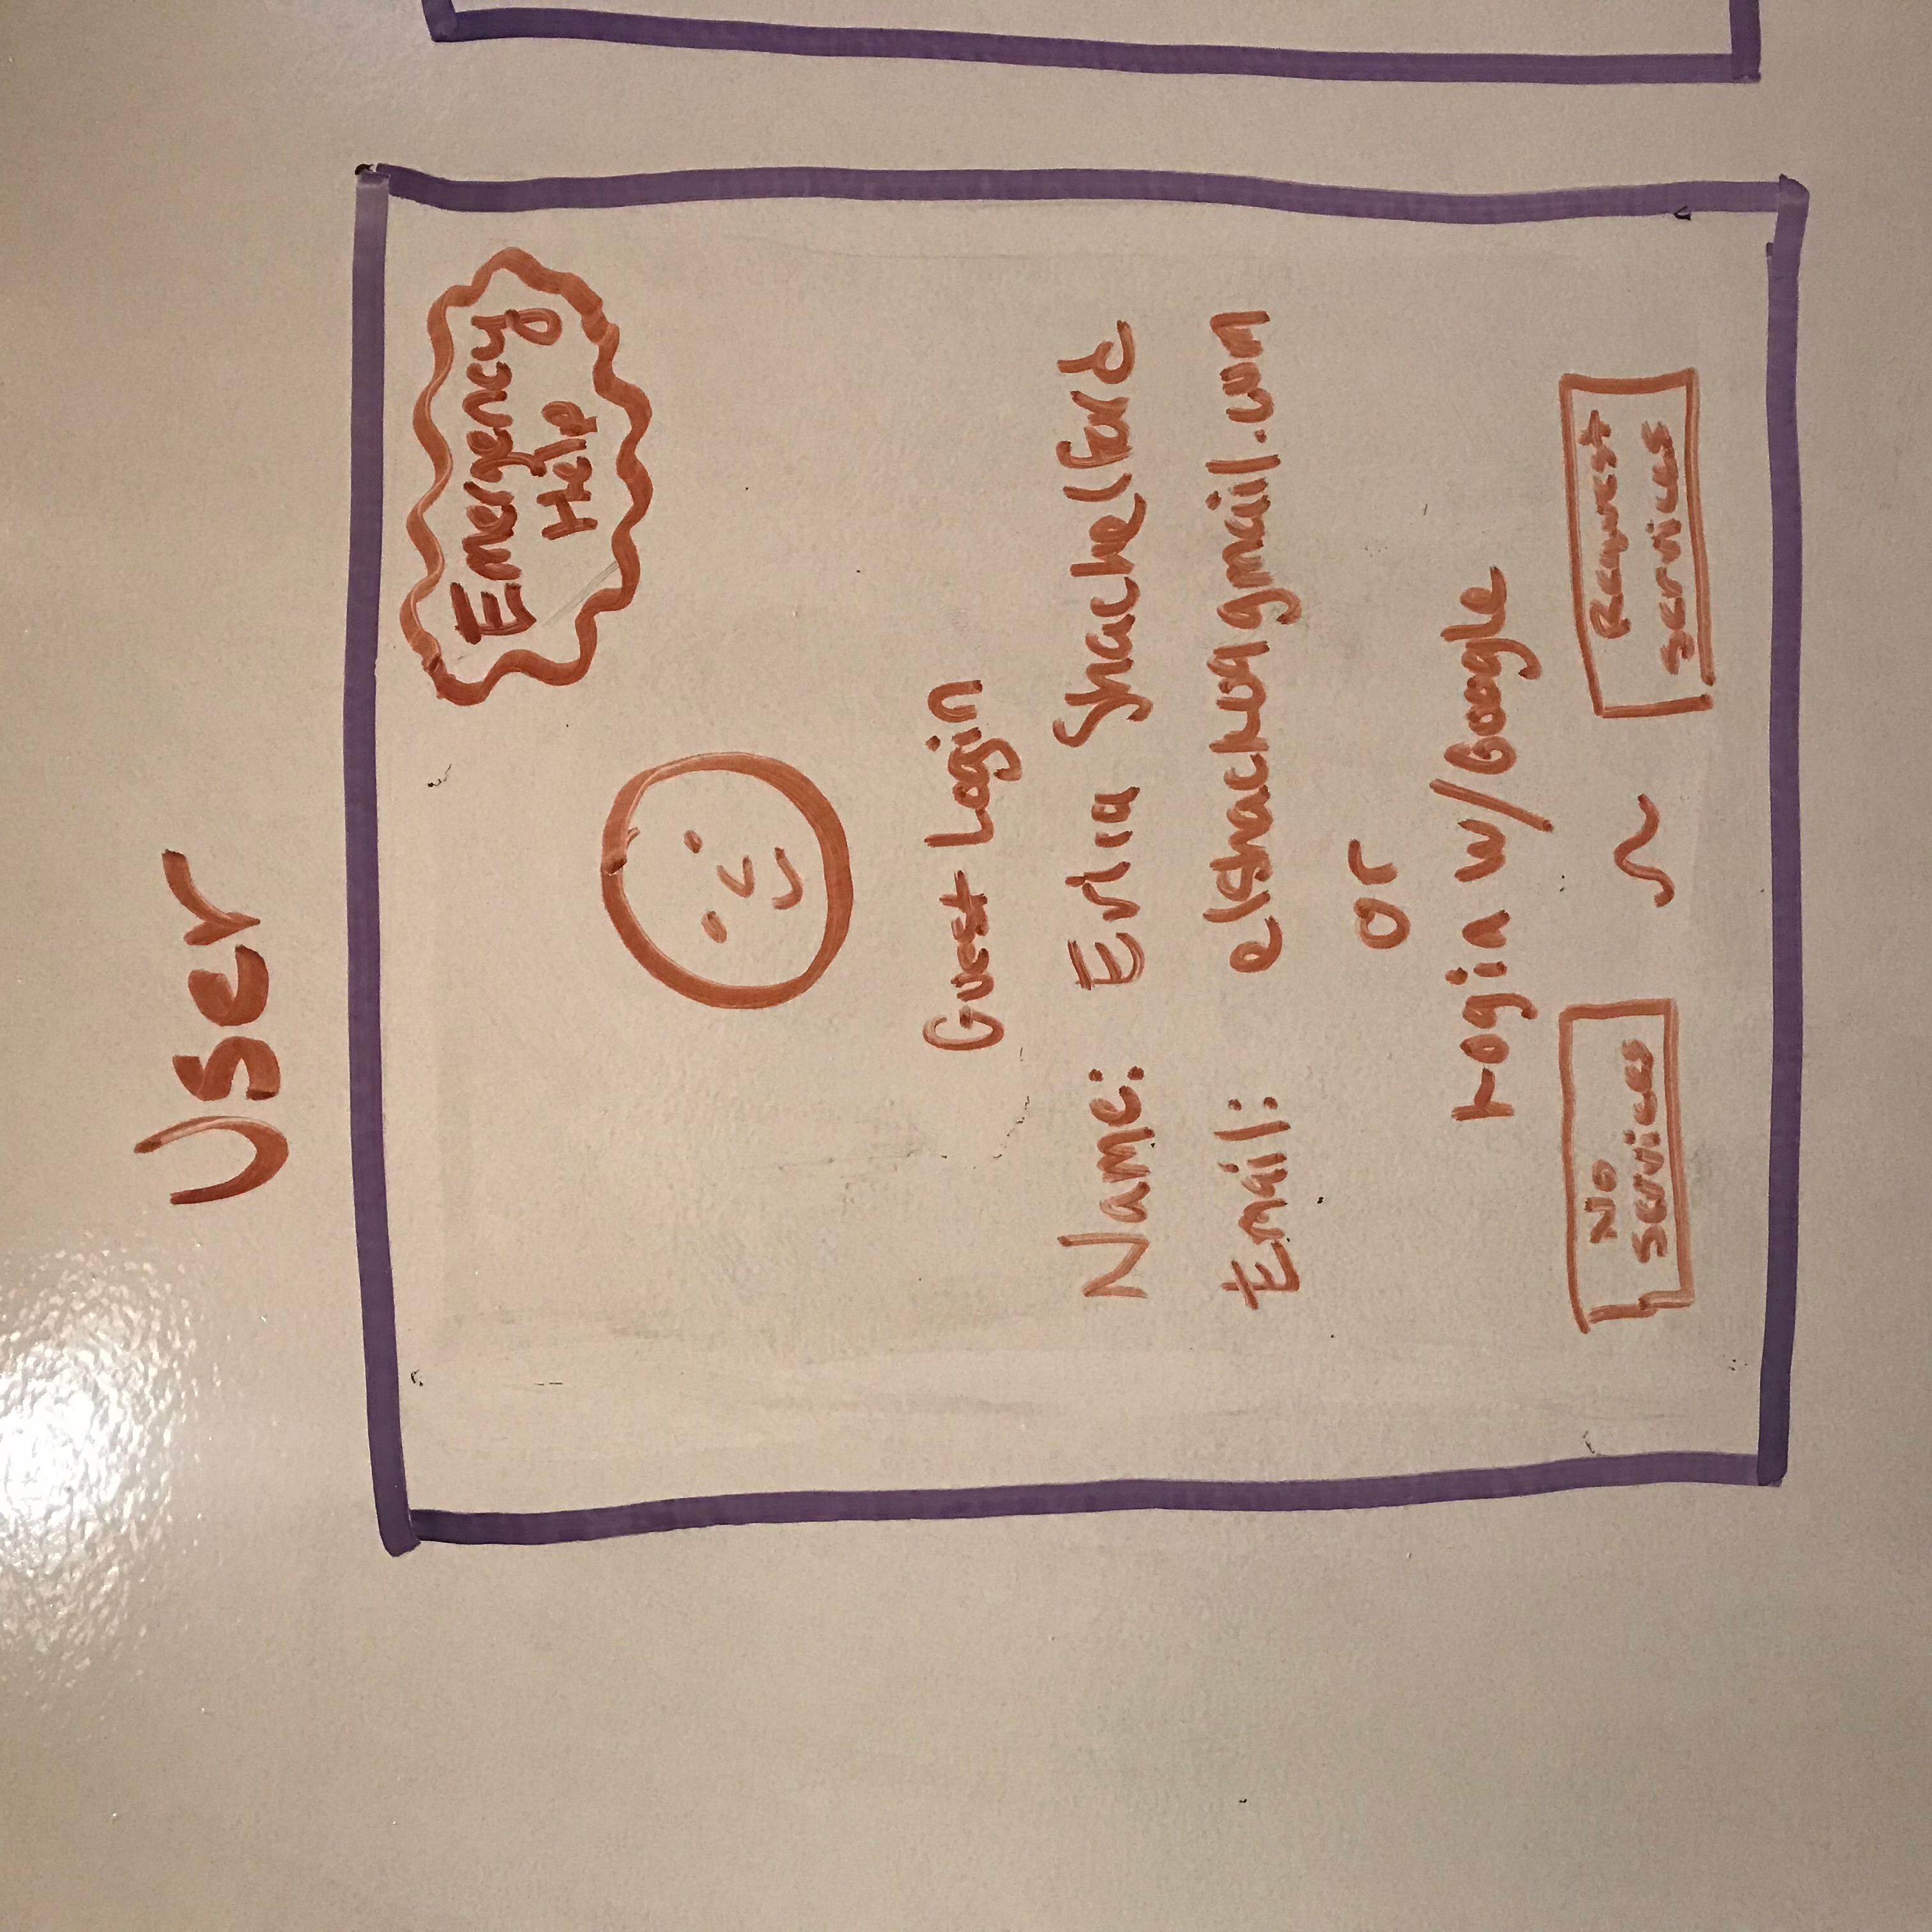 User
Emergency
Help
Guest Login
Name: Erica Shackelford
Email: elshack09gmail.com
or
Login w/Google
No
Services
Request
Services